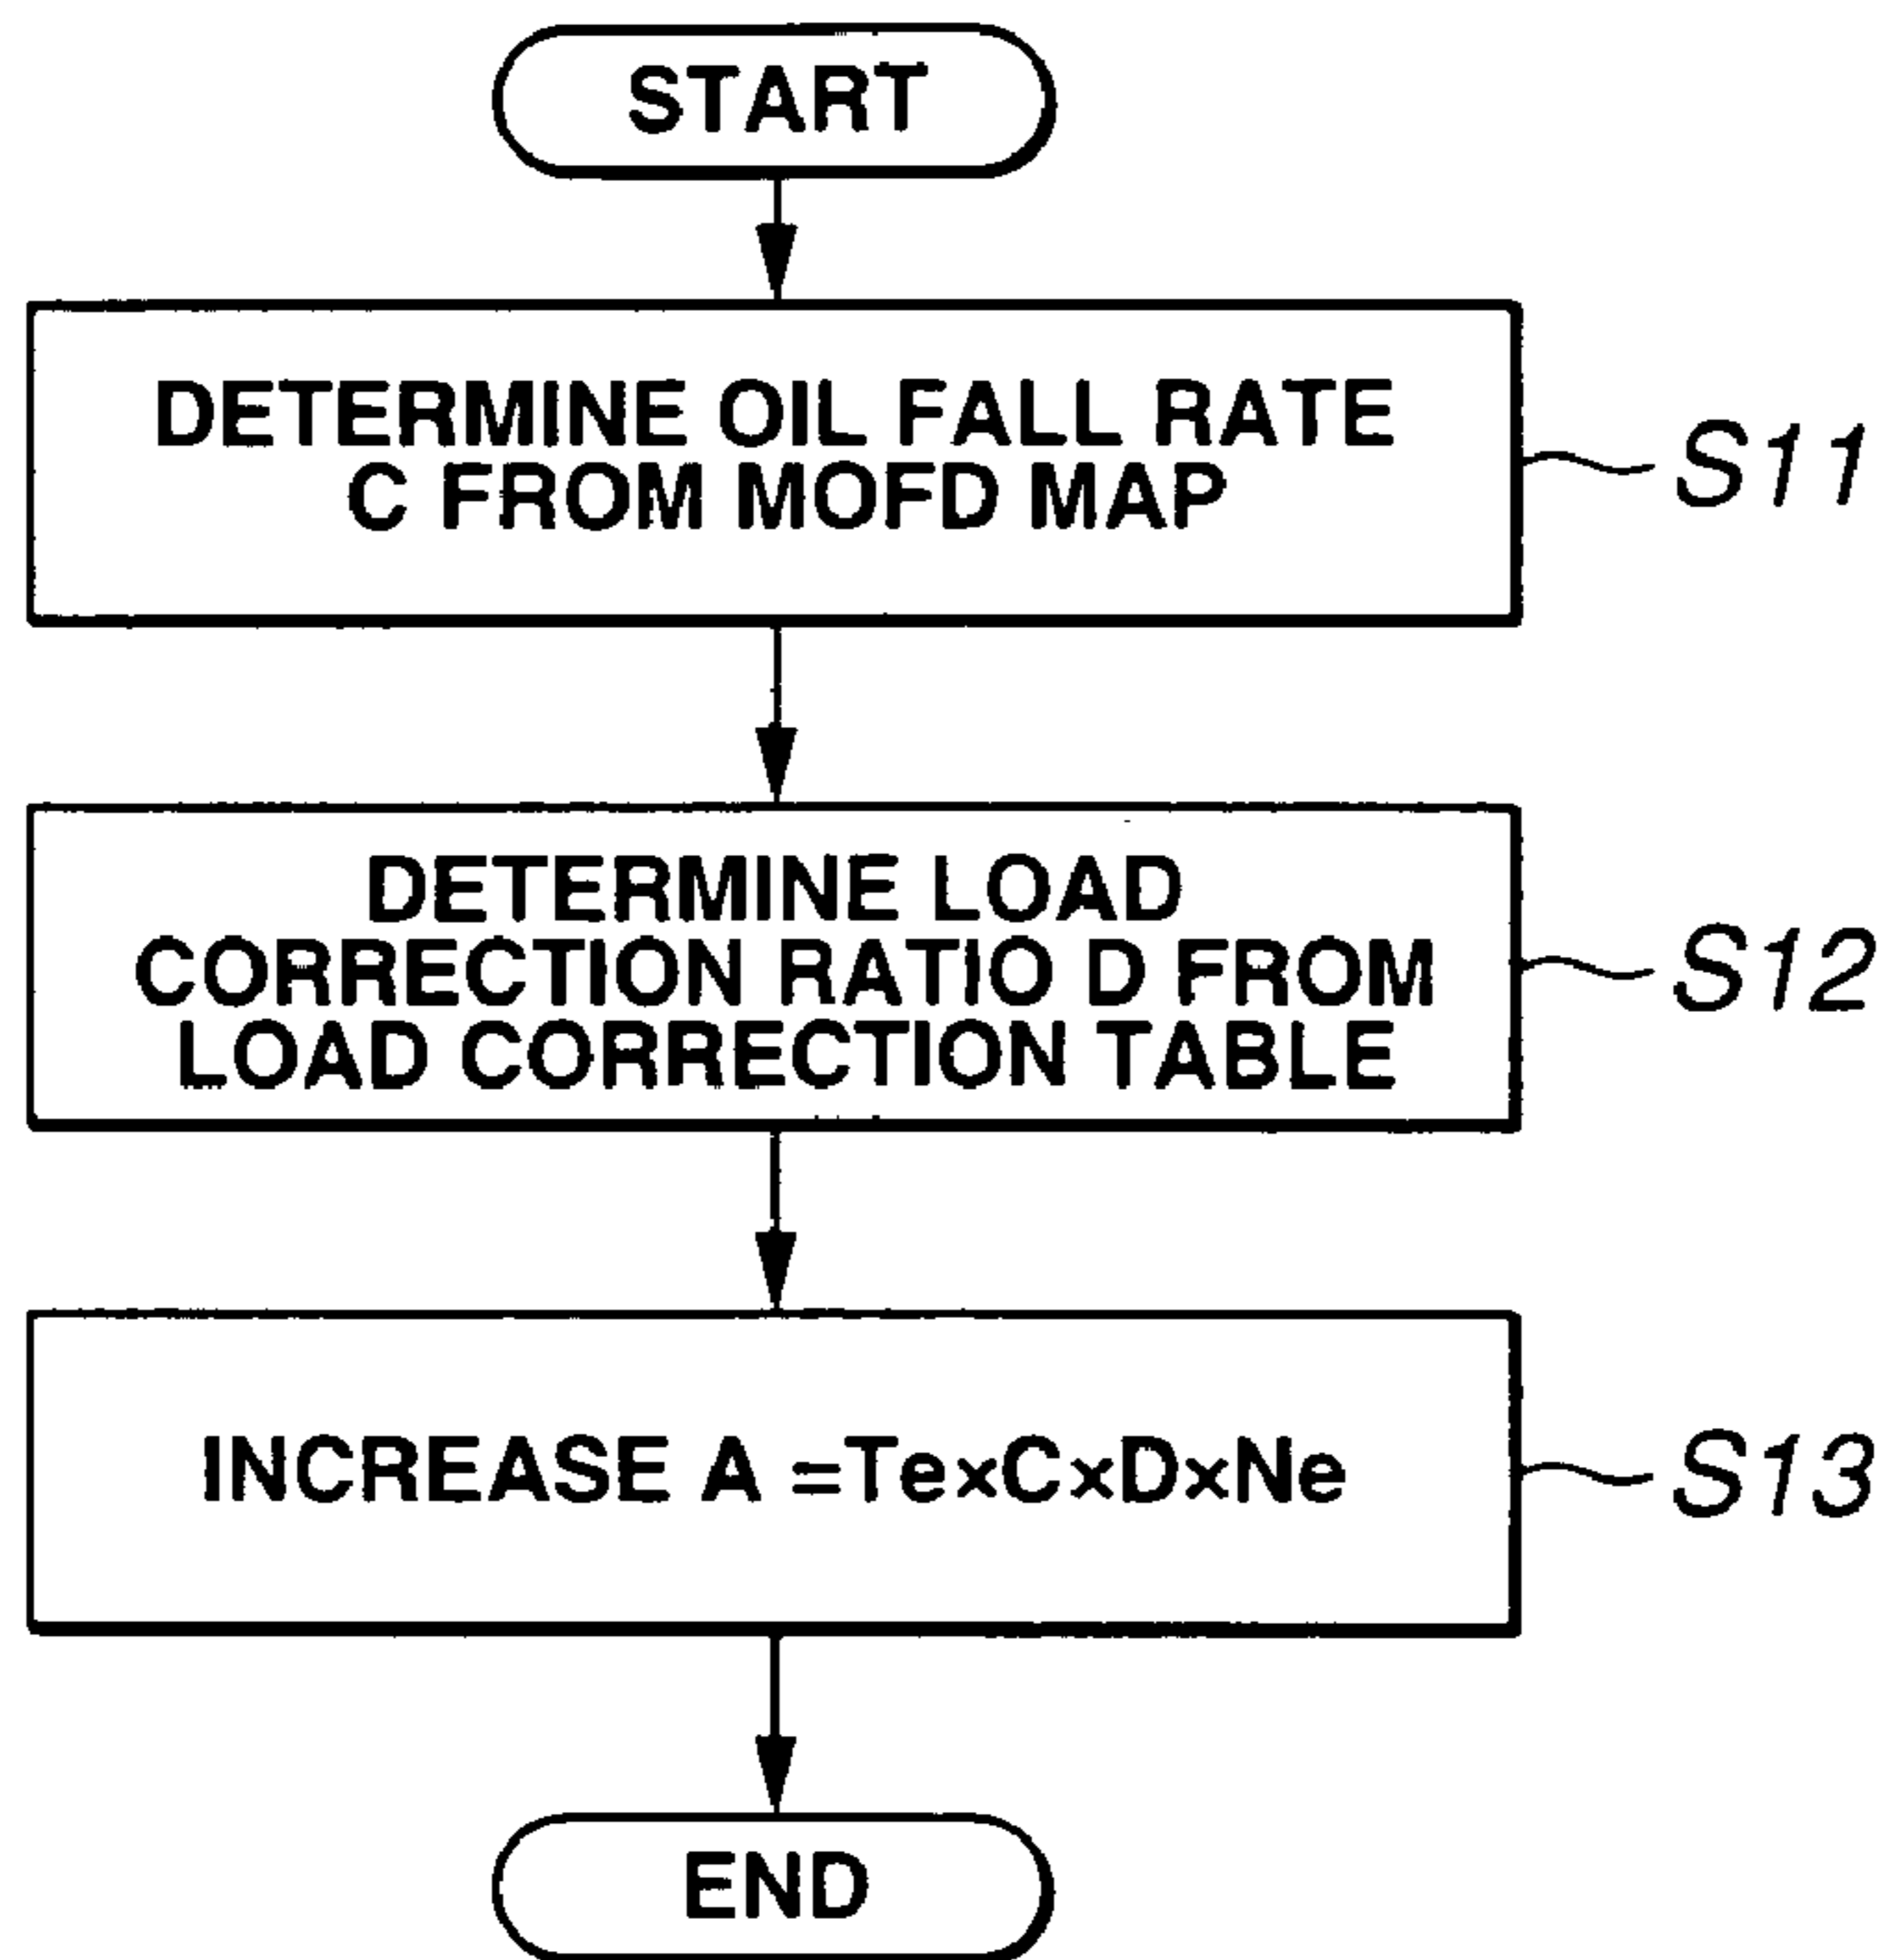 START
DETERMINE OIL FALL RATE
C FROM MOFD MAP
S11
DETERMINE LOAD
CORRECTION RATIO D FROM
LOAD CORRECTION TABLE
S12
INCREASE A =Te×C×D×Ne
S13
END